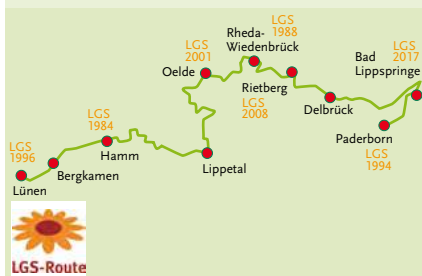 LGS
1996
Lünen
Bergkamen
LGS
1984
Hamm
Lippetal
LGS
2001
Oelde
Rheda-
Wiedenbrück
LGS
1988
Rietberg
LGS
2008
Delbrück
Bad
Lippspringe
LGS
2017
Paderborn
LGS
1994
LGS-Route